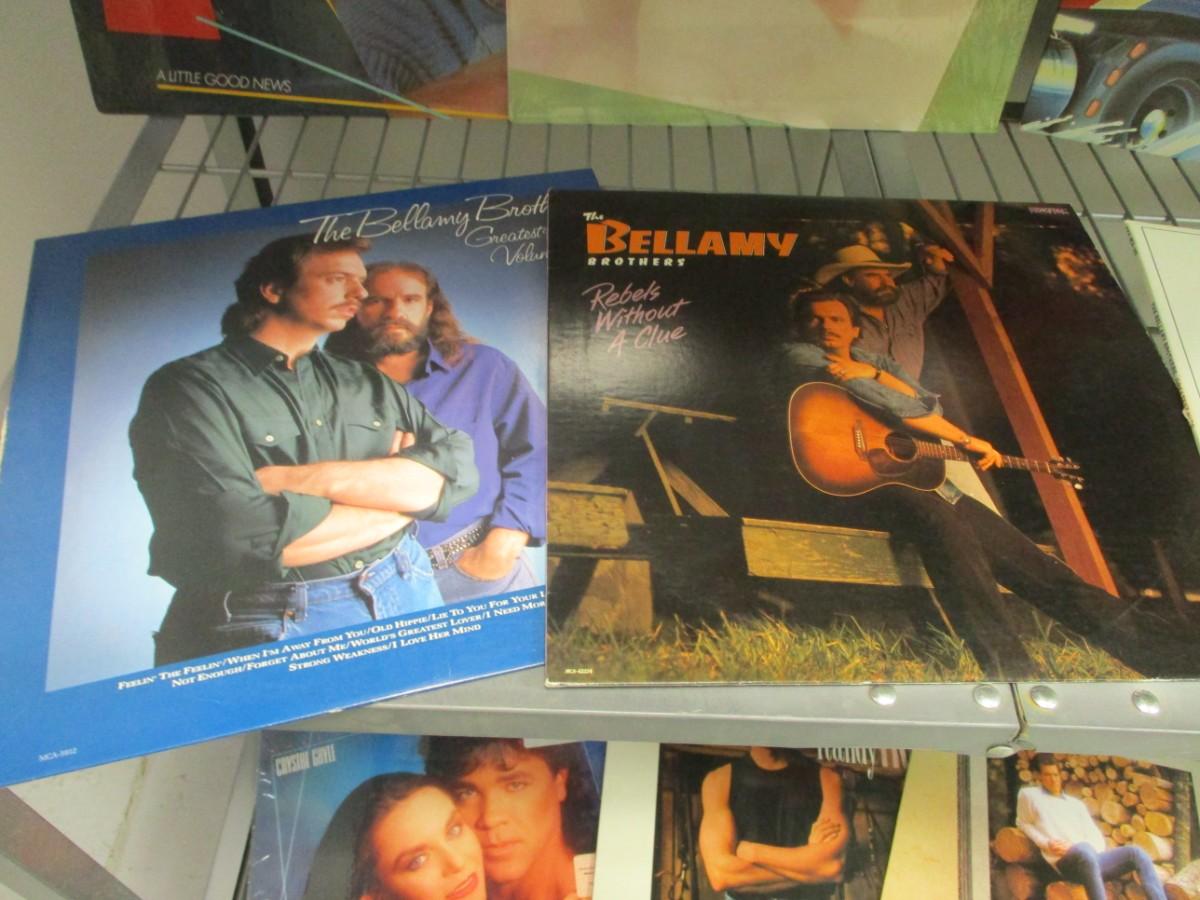 A LITTLE GOOD NEWS
The Bellamy Broth
Greatest
Volum
FEELIN' THE FEELIN'/WHEN I'M AWAY FROM YOU/OLD HIPPIE/LIE TO YOU FOR YOUR L
NOT ENOUGH/FORGET ABOUT ME/WORLD'S GREATEST LOVER/I NEED MOR
STRONG WEAKNESS/I LOVE HER MIND
The
BELLAMY
BROTHERS
Rebels
Without
A Clue
CRYSTAL GAYLE